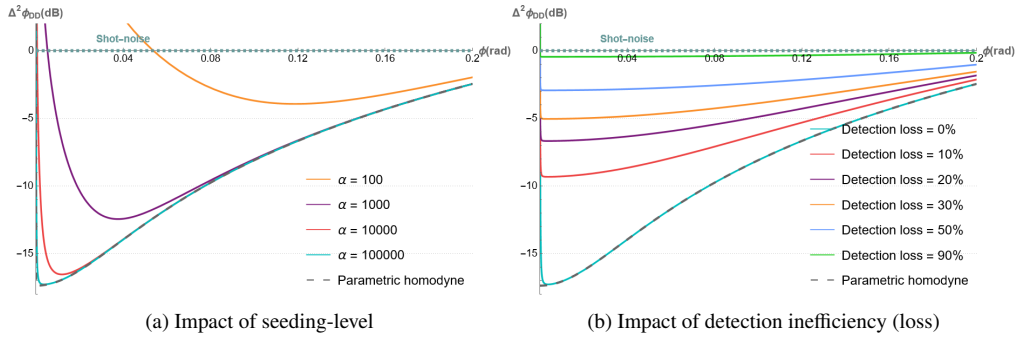 Δ²ϕDD(dB)
Shot-noise
ϕ(rad)
0.04
0.08
0.12
0.16
0.2
-5
-10
-15
α = 100
α = 1000
α = 10000
α = 100000
Parametric homodyne
(a) Impact of seeding-level
Δ²ϕDD(dB)
Shot-noise
ϕ(rad)
0.04
0.08
0.12
0.16
0.2
-5
-10
-15
Detection loss = 0%
Detection loss = 10%
Detection loss = 20%
Detection loss = 30%
Detection loss = 50%
Detection loss = 90%
Parametric homodyne
(b) Impact of detection inefficiency (loss)